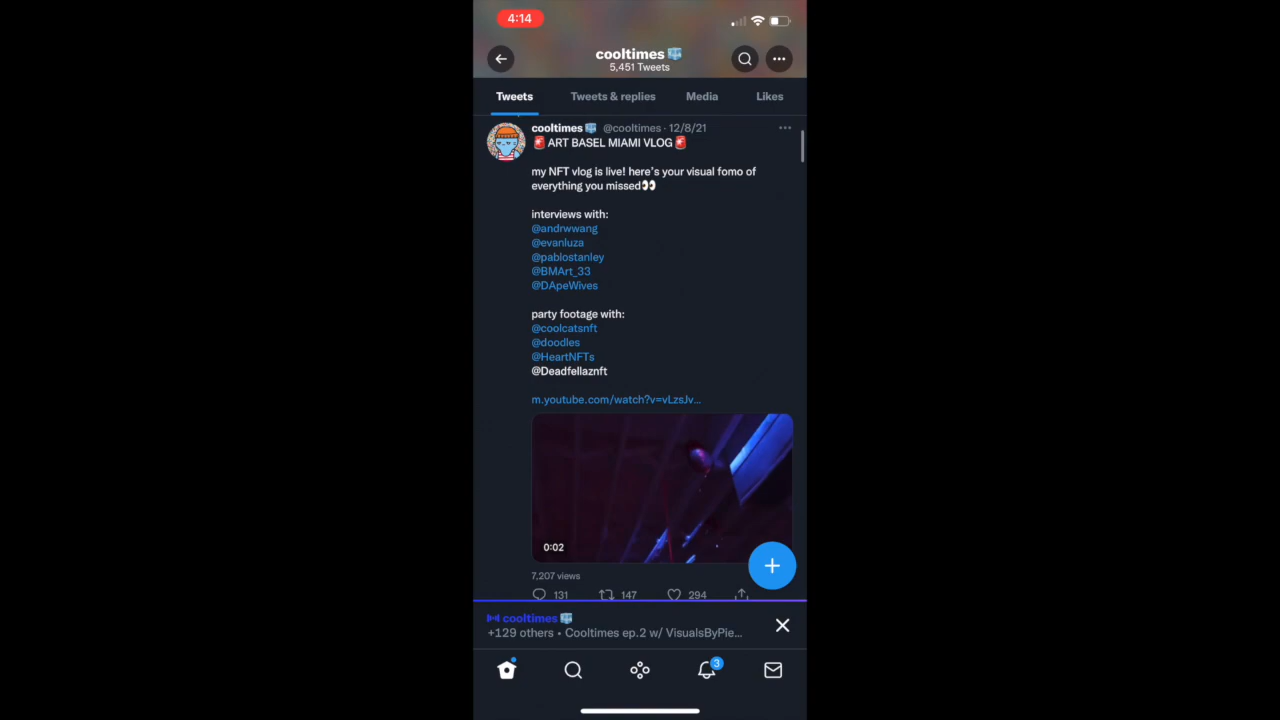 4:14
cooltimes
5,451 Tweets
Tweets
Tweets & replies
Media
Likes
cooltimes @cooltimes · 12/8/21
🚨ART BASEL MIAMI VLOG🚨
my NFT vlog is live! here's your visual fomo of
everything you missed👀
interviews with:
@andrwwang
@evanluza
@pablostanley
@BMArt_33
@DApeWives
party footage with:
@coolcatsnft
@doodles
@HeartNFTs
@Deadfellaznft
m.youtube.com/watch?v=vLzsJv...
0:02
7,207 views
131 147 294
cooltimes
+129 others • Cooltimes ep.2 w/ VisualsByPie...
3